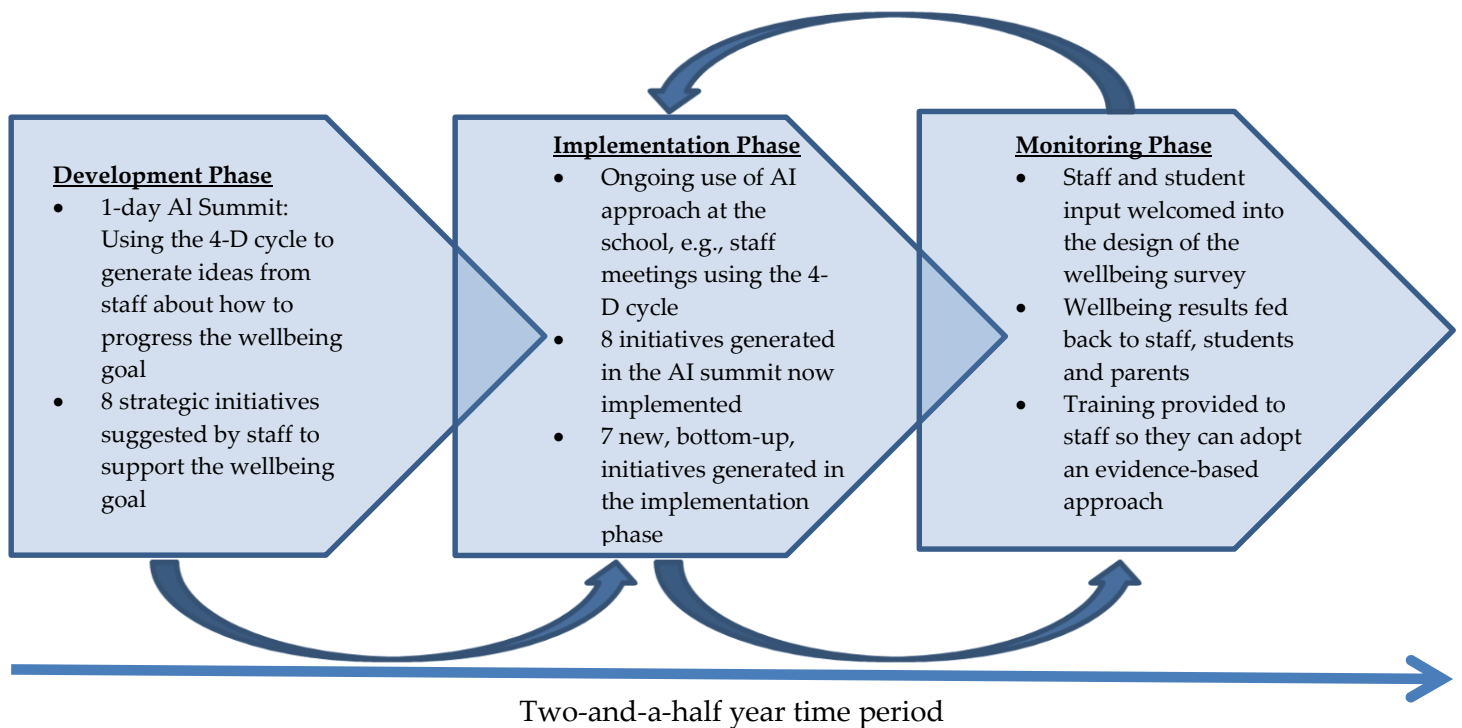 Development Phase
• 1-day AI Summit:
Using the 4-D cycle to
generate ideas from
staff about how to
progress the wellbeing
goal
• 8 strategic initiatives
suggested by staff to
support the wellbeing
goal
Implementation Phase
• Ongoing use of AI
approach at the
school, e.g., staff
meetings using the 4-
D cycle
• 8 initiatives generated
in the AI summit now
implemented
• 7 new, bottom-up,
initiatives generated in
the implementation
phase
Monitoring Phase
• Staff and student
input welcomed into
the design of the
wellbeing survey
• Wellbeing results fed
back to staff, students
and parents
• Training provided to
staff so they can adopt
an evidence-based
approach
Two-and-a-half year time period